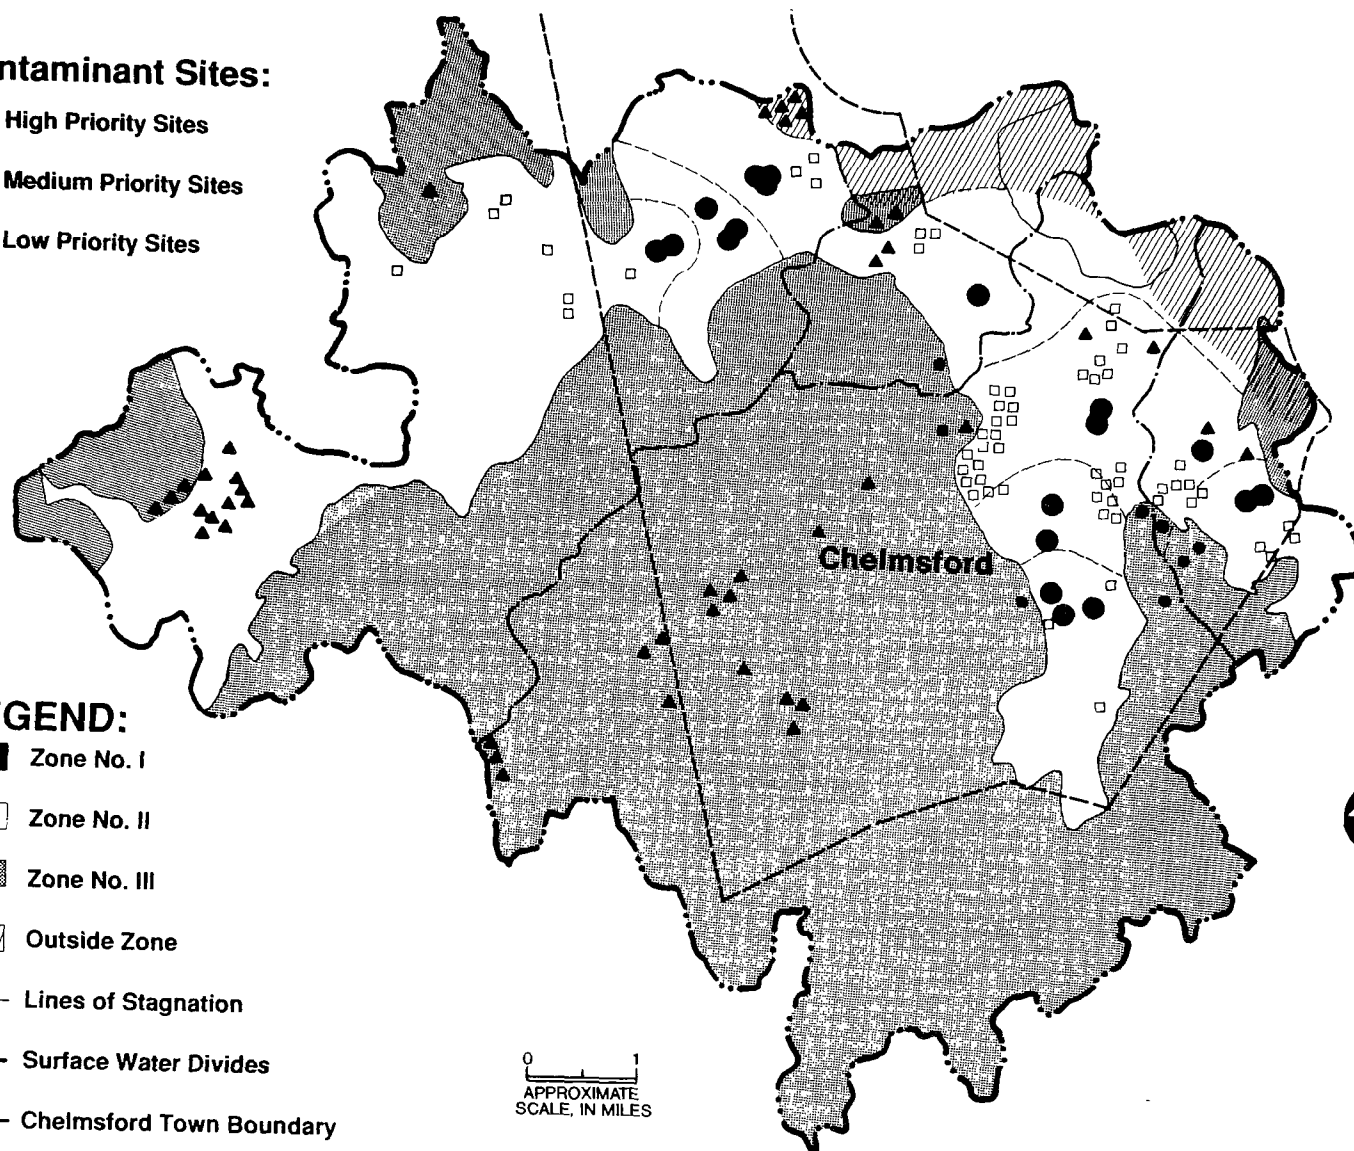 ntaminant Sites:
High Priority Sites
Medium Priority Sites
Low Priority Sites
Chelmsford
GEND:
Zone No. I
Zone No. II
Zone No. III
Outside Zone
Lines of Stagnation
Surface Water Divides
Chelmsford Town Boundary
0 1
APPROXIMATE
SCALE, IN MILES